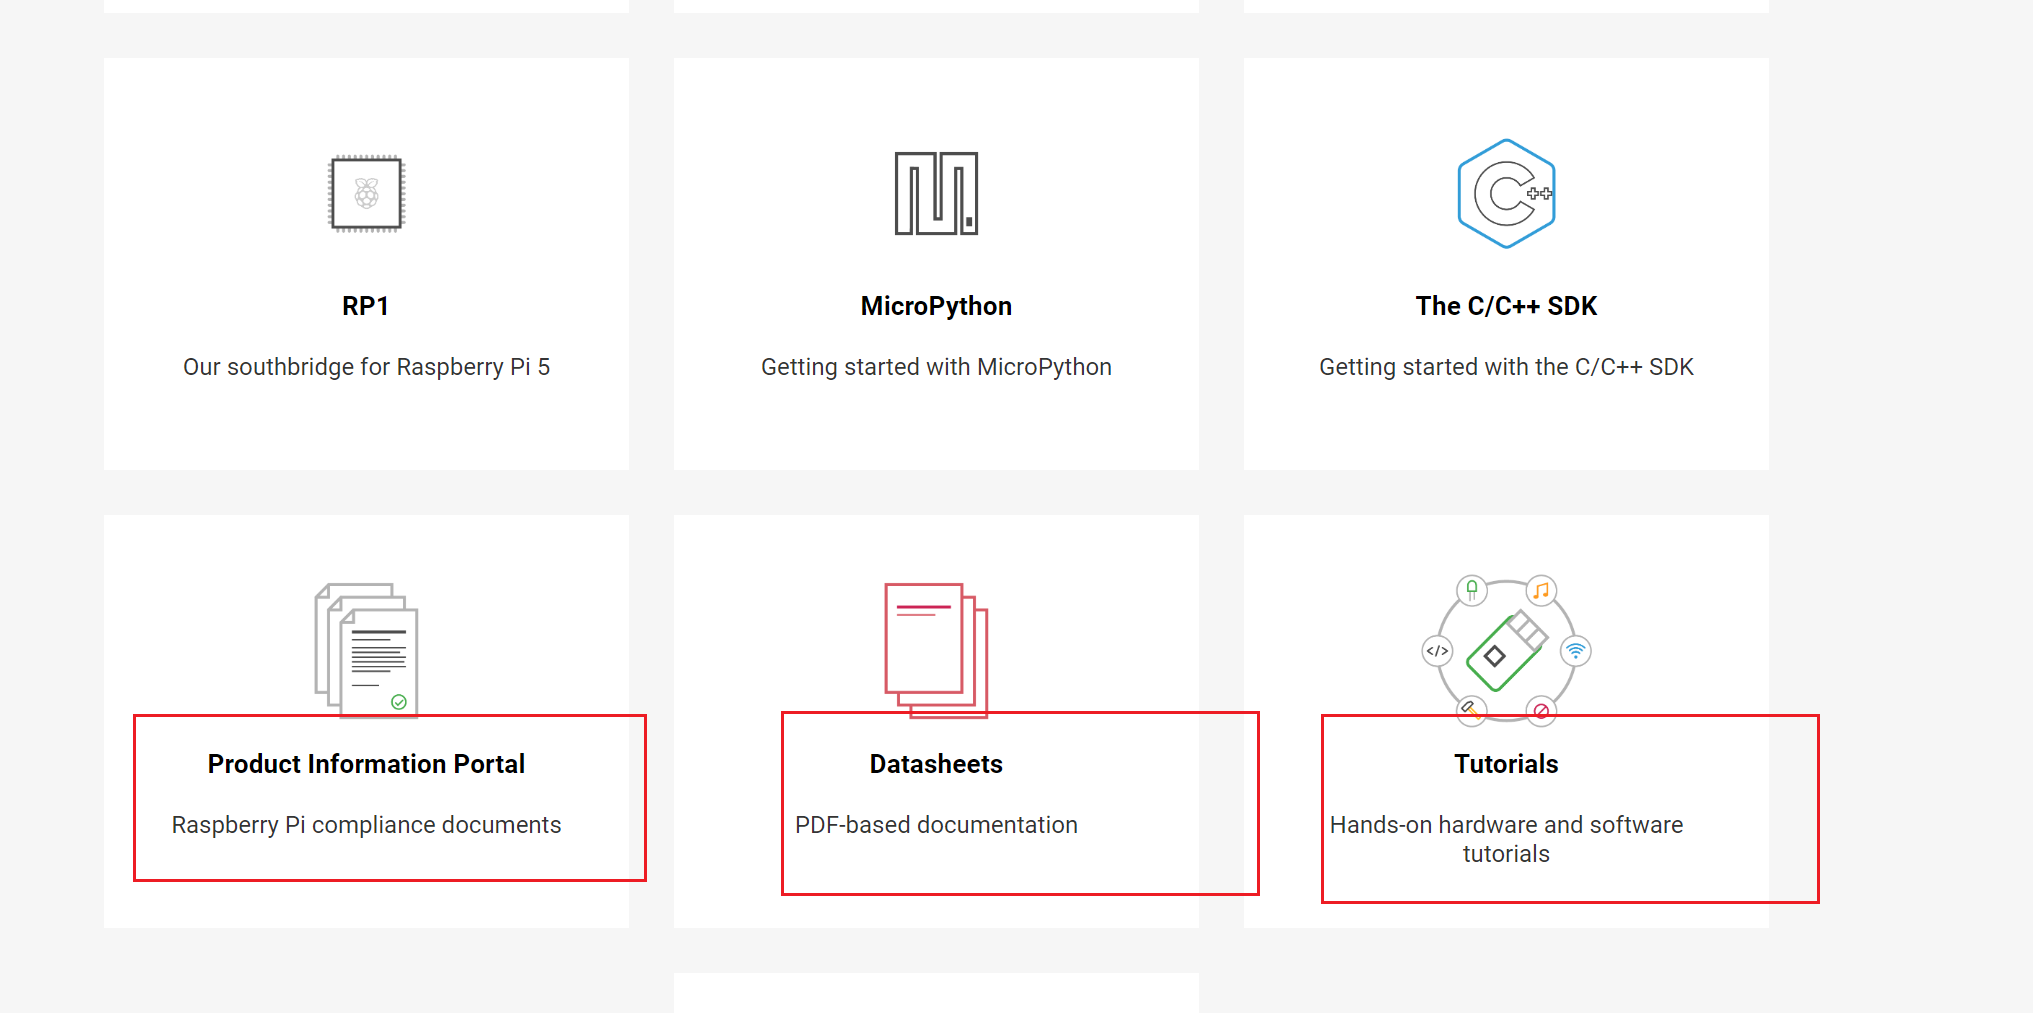 RP1
Our southbridge for Raspberry Pi 5
MicroPython
Getting started with MicroPython
C++
The C/C++ SDK
Getting started with the C/C++ SDK
Product Information Portal
Raspberry Pi compliance documents
Datasheets
PDF-based documentation
</>
Tutorials
Hands-on hardware and software
tutorials